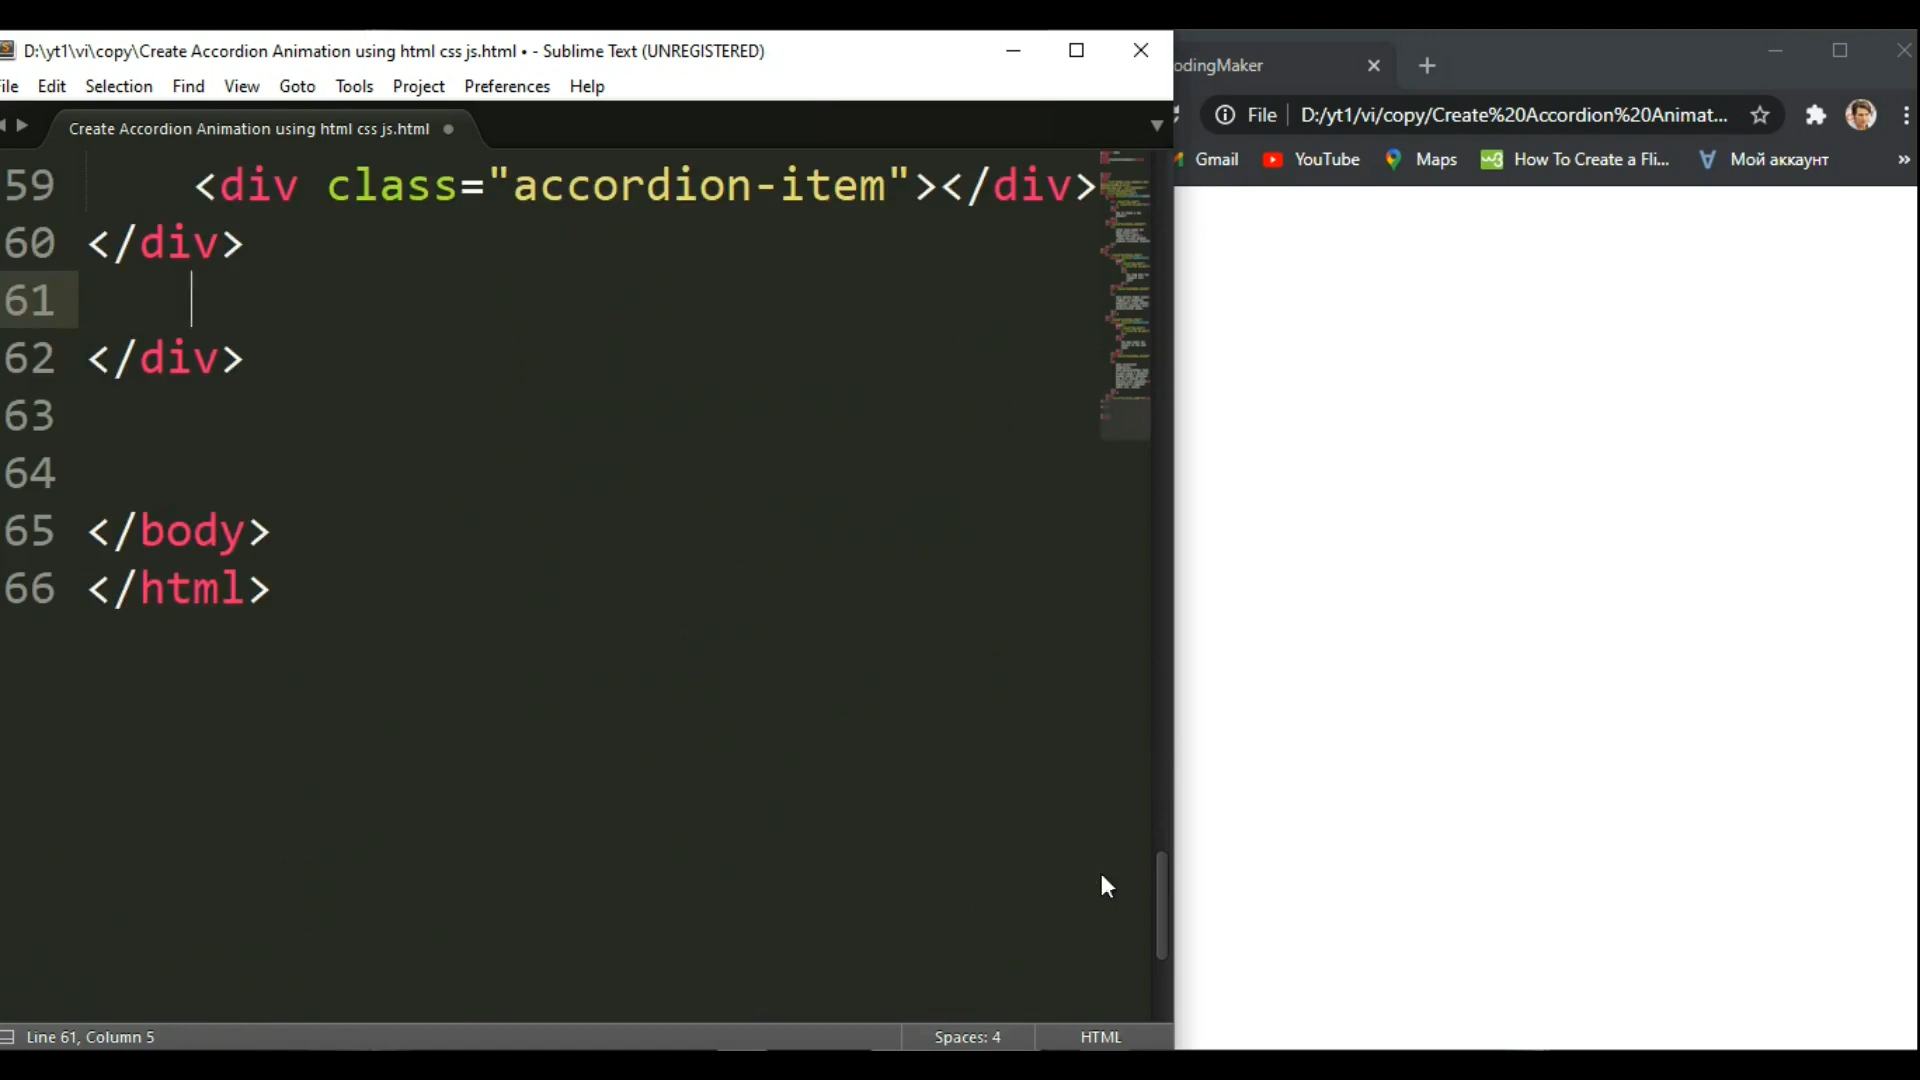 D:\yt1\vi\copy\Create Accordion Animation using html css js.html • - Sublime Text (UNREGISTERED)
Edit Selection Find View Goto Tools Project Preferences Help
Create Accordion Animation using html css js.html
59 <div class="accordion-item"></div>
60 </div>
61
62 </div>
63
64
65 </body>
66 </html>
Line 61, Column 5
Spaces: 4
HTML
odingMaker
File D:/yt1/vi/copy/Create%20Accordion%20Animat...
Gmail YouTube Maps How To Create a Fli... Мой аккаунт »